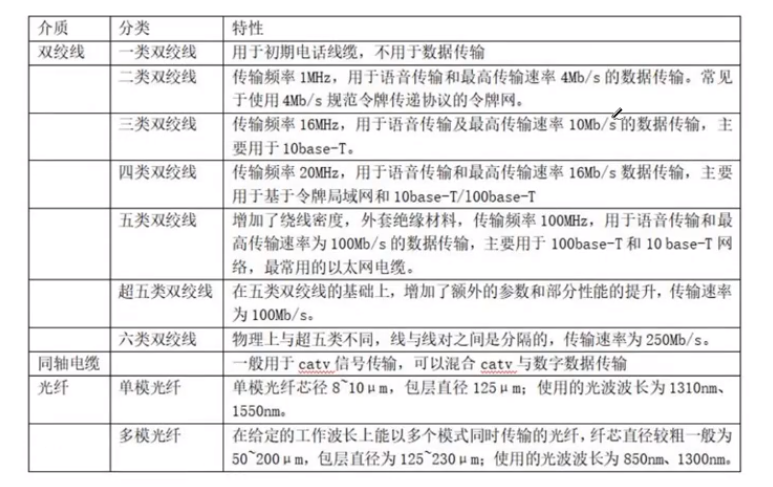 介质 分类 特性
双绞线 一类双绞线 用于初期电话线缆，不用于数据传输
二类双绞线 传输频率 1MHz，用于语音传输和最高传输速率 4Mb/s 的数据传输。常见
于使用 4Mb/s 规范令牌传递协议的令牌网。
三类双绞线 传输频率 16MHz，用于语音传输及最高传输速率 10Mb/s 的数据传输，主
要用于 10base-T。
四类双绞线 传输频率 20MHz，用于语音传输和最高传输速率 16Mb/s 数据传输，主要
用于基于令牌局域网和 10base-T/100base-T
五类双绞线 增加了绕线密度，外套绝缘材料，传输频率 100MHz，用于语音传输和最
高传输速率为 100Mb/s 的数据传输，主要用于 100base-T 和 10 base-T 网
络，最常用的以太网电缆。
超五类双绞线 在五类双绞线的基础上，增加了额外的参数和部分性能的提升，传输速率
为 100Mb/s。
六类双绞线 物理上与超五类不同，线与线对之间是分隔的，传输速率为 250Mb/s。
同轴电缆 一般用于 catv 信号传输，可以混合 catv 与数字数据传输
光纤 单模光纤 单模光纤芯径 8~10μm，包层直径 125μm；使用的光波波长为 1310nm、
1550nm。
多模光纤 在给定的工作波长上能以多个模式同时传输的光纤，纤芯直径较粗一般为
50~200μm，包层直径为 125~230μm；使用的光波波长为 850nm、1300nm。